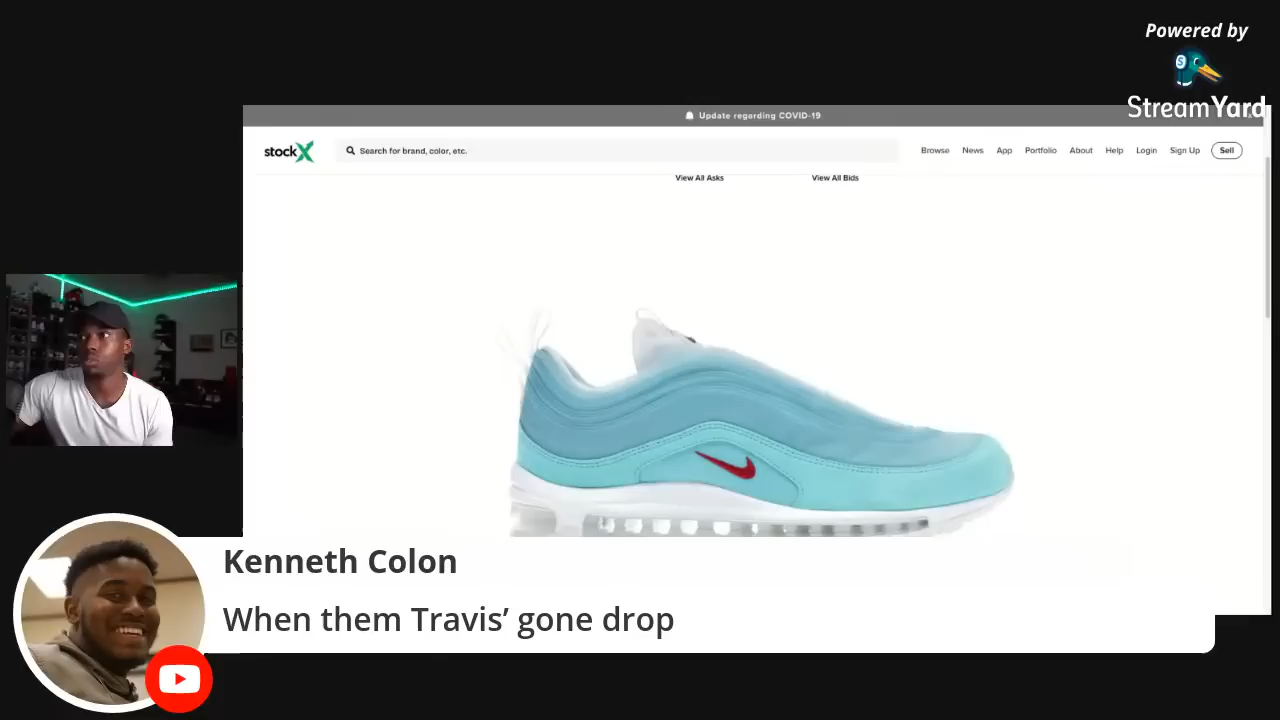 Powered by
StreamYard
Update regarding COVID-19
stockX
Search for brand, color, etc.
Browse News App Portfolio About Help Login Sign Up Sell
View All Asks View All Bids
Kenneth Colon
When them Travis’ gone drop